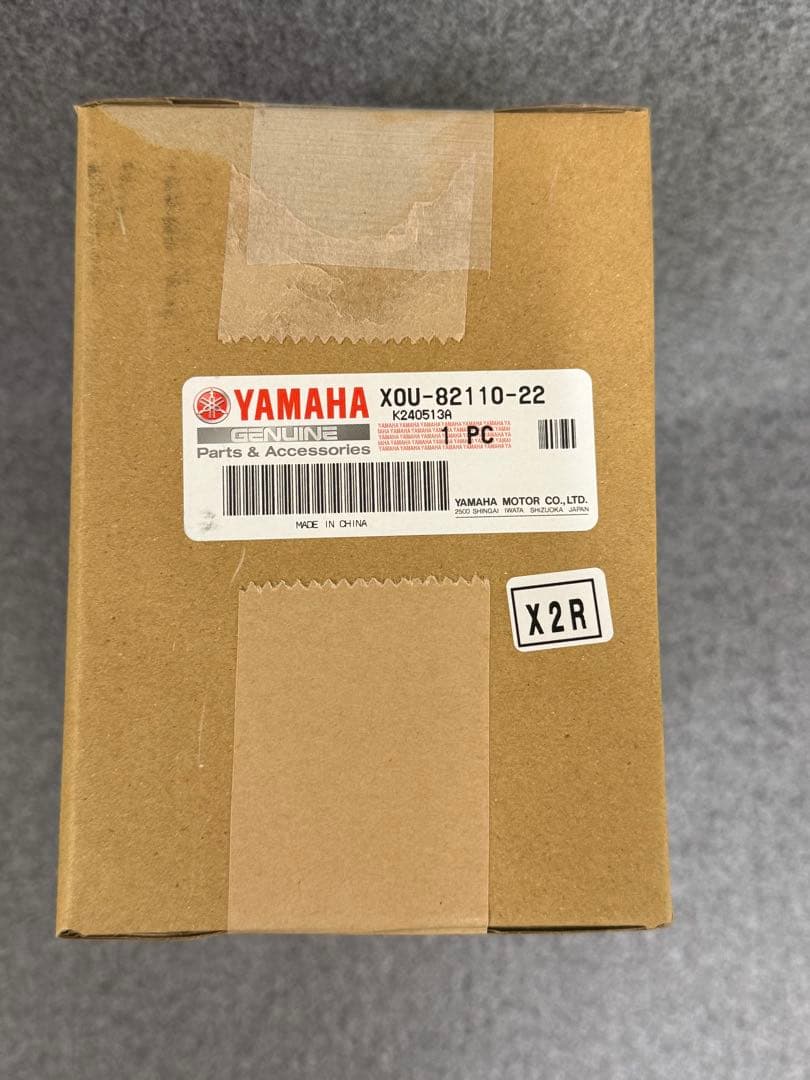 YAMAHA X0U-82110-22
K240513A
GENUINE
Parts & Accessories
1 PC
YAMAHA MOTOR CO.,LTD.
2500 SHINGAI IWATA SHIZUOKA JAPAN
MADE IN CHINA
X2R